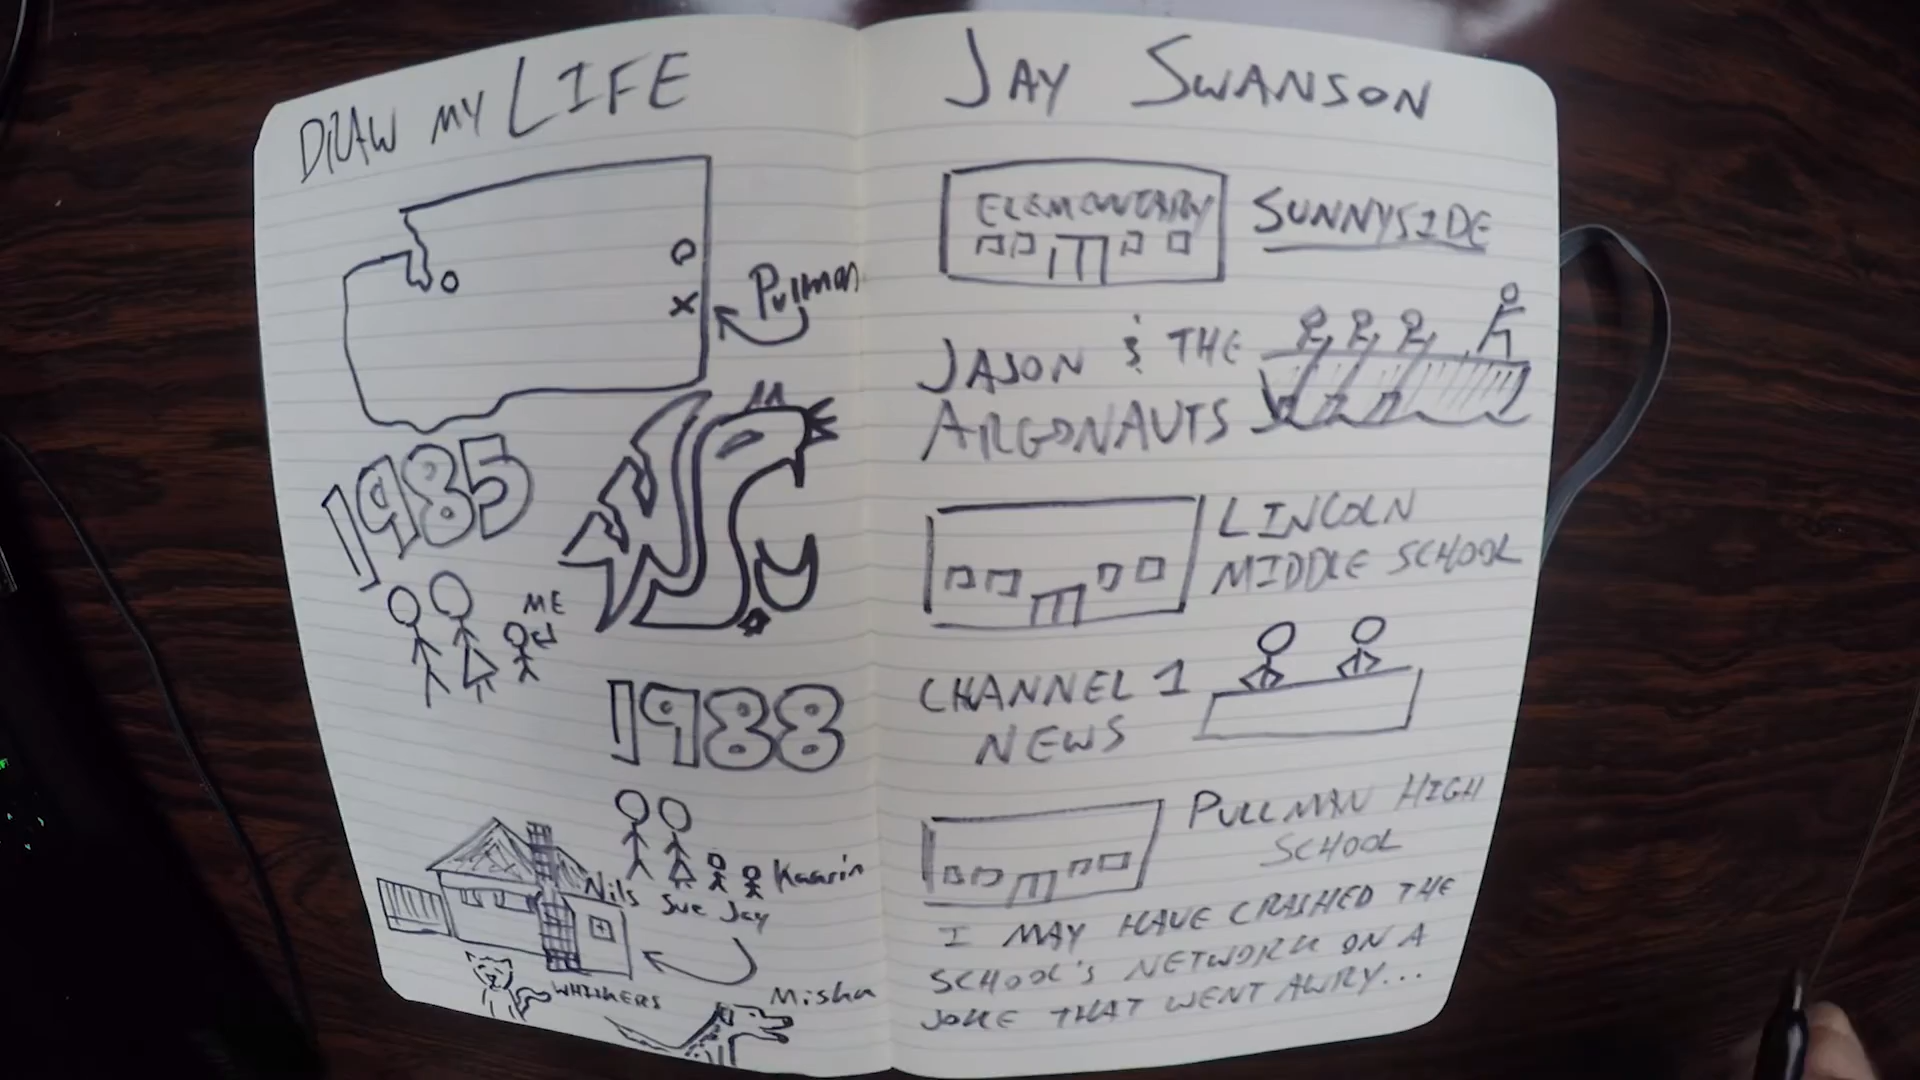 DRAW MY LIFE
Pullman
1985
ME
1988
Kaarin
Nils Sue Jay
WHISKERS
Misha
JAY SWANSON
ELEMENTARY
SUNNYSIDE
JASON & THE
ARGONAUTS
LINCOLN
MIDDLE SCHOOL
CHANNEL 1
NEWS
PULLMAN HIGH
SCHOOL
I MAY HAVE CRASHED THE
SCHOOL'S NETWORK ON A
JOKE THAT WENT AWRY...